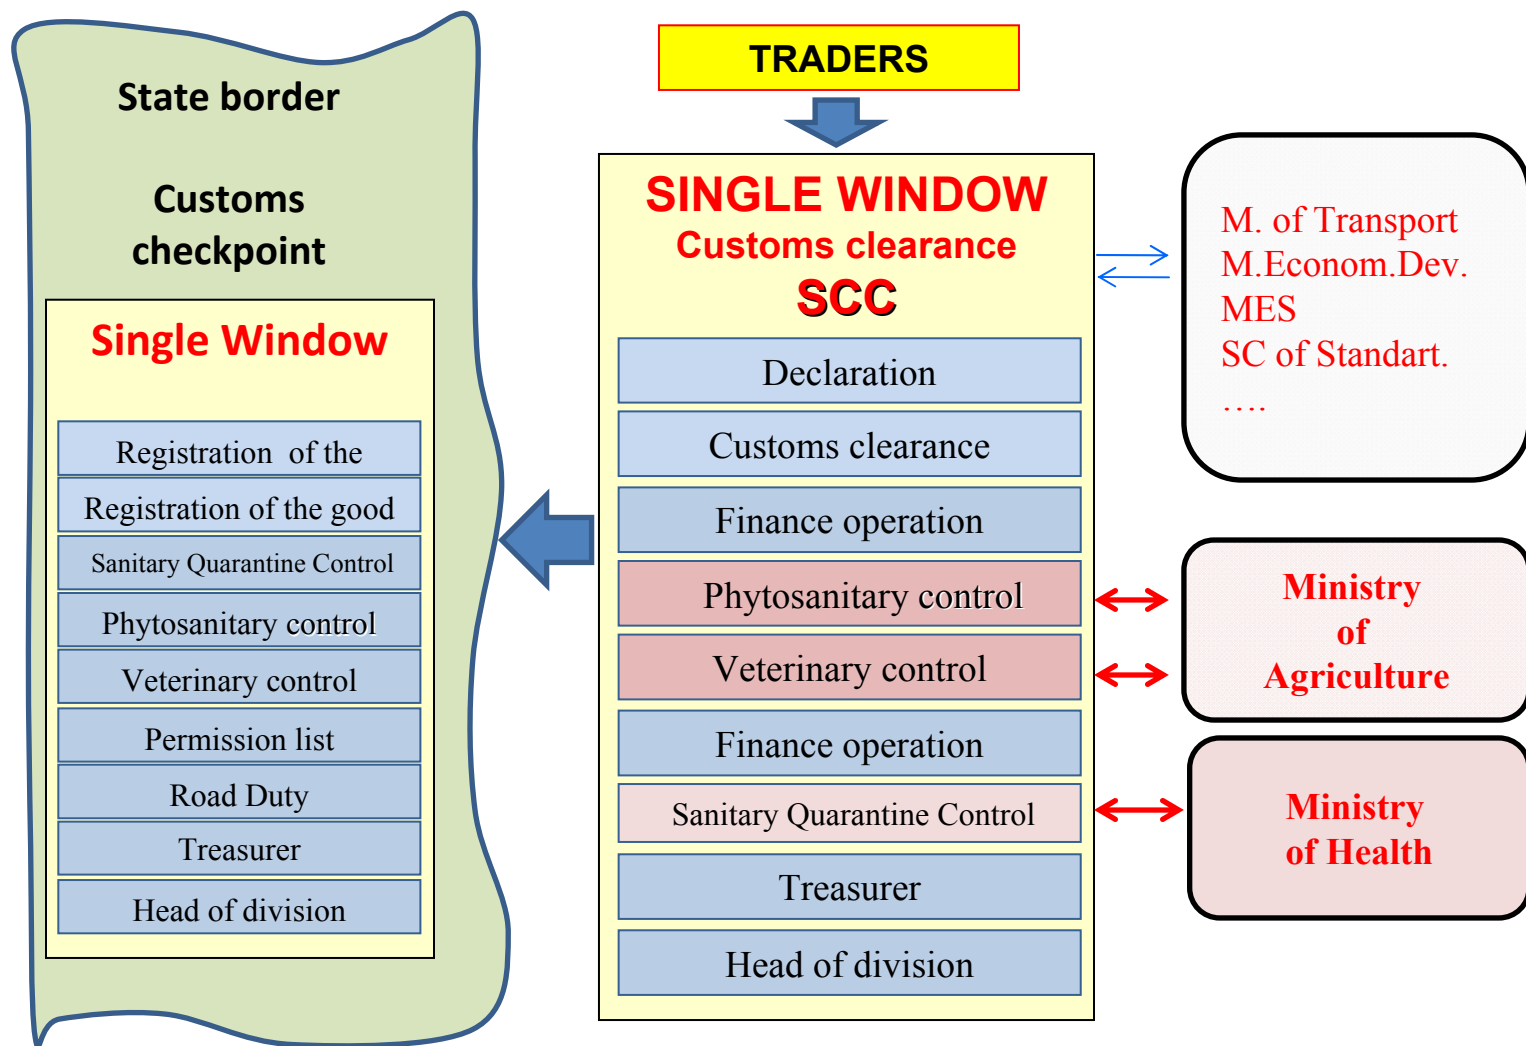 State border
Customs
checkpoint
Single Window
Registration of the
Registration of the good
Sanitary Quarantine Control
Phytosanitary control
Veterinary control
Permission list
Road Duty
Treasurer
Head of division
TRADERS
SINGLE WINDOW
Customs clearance
SCC
Declaration
Customs clearance
Finance operation
Phytosanitary control
Veterinary control
Finance operation
Sanitary Quarantine Control
Treasurer
Head of division
M. of Transport
M.Econom.Dev.
MES
SC of Standart.
….
Ministry
of
Agriculture
Ministry
of Health